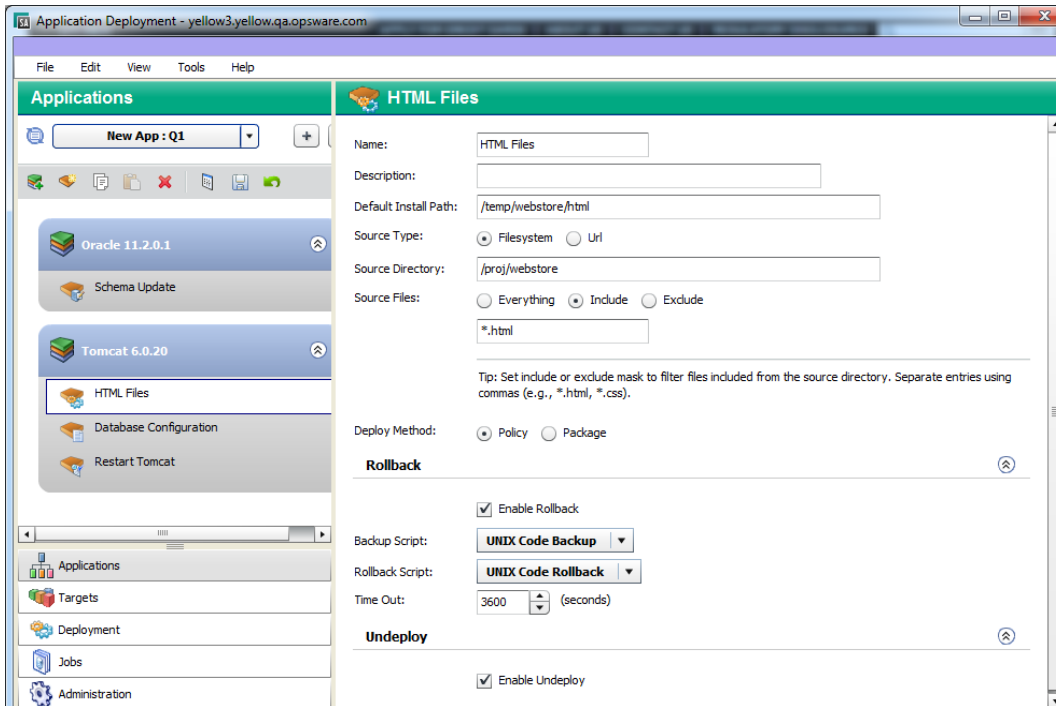 Application Deployment - yellow3.yellow.qa.opsware.com
File Edit View Tools Help
Applications
New App : Q1
Oracle 11.2.0.1
Schema Update
Tomcat 6.0.20
HTML Files
Database Configuration
Restart Tomcat
Applications
Targets
Deployment
Jobs
Administration
HTML Files
Name: HTML Files
Description:
Default Install Path: /temp/webstore/html
Source Type: Filesystem Url
Source Directory: /proj/webstore
Source Files: Everything Include Exclude
*.html
Tip: Set include or exclude mask to filter files included from the source directory. Separate entries using
commas (e.g., *.html, *.css).
Deploy Method: Policy Package
Rollback
Enable Rollback
Backup Script: UNIX Code Backup
Rollback Script: UNIX Code Rollback
Time Out: 3600 (seconds)
Undeploy
Enable Undeploy